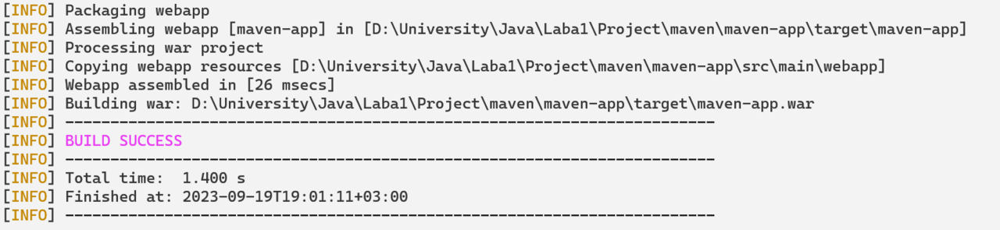 [INFO] Packaging webapp
[INFO] Assembling webapp [maven-app] in [D:\University\Java\Laba1\Project\maven\maven-app\target\maven-app]
[INFO] Processing war project
[INFO] Copying webapp resources [D:\University\Java\Laba1\Project\maven\maven-app\src\main\webapp]
[INFO] Webapp assembled in [26 msecs]
[INFO] Building war: D:\University\Java\Laba1\Project\maven\maven-app\target\maven-app.war
[INFO] ------------------------------------------------------------------------
[INFO] BUILD SUCCESS
[INFO] ------------------------------------------------------------------------
[INFO] Total time:  1.400 s
[INFO] Finished at: 2023-09-19T19:01:11+03:00
[INFO] ------------------------------------------------------------------------